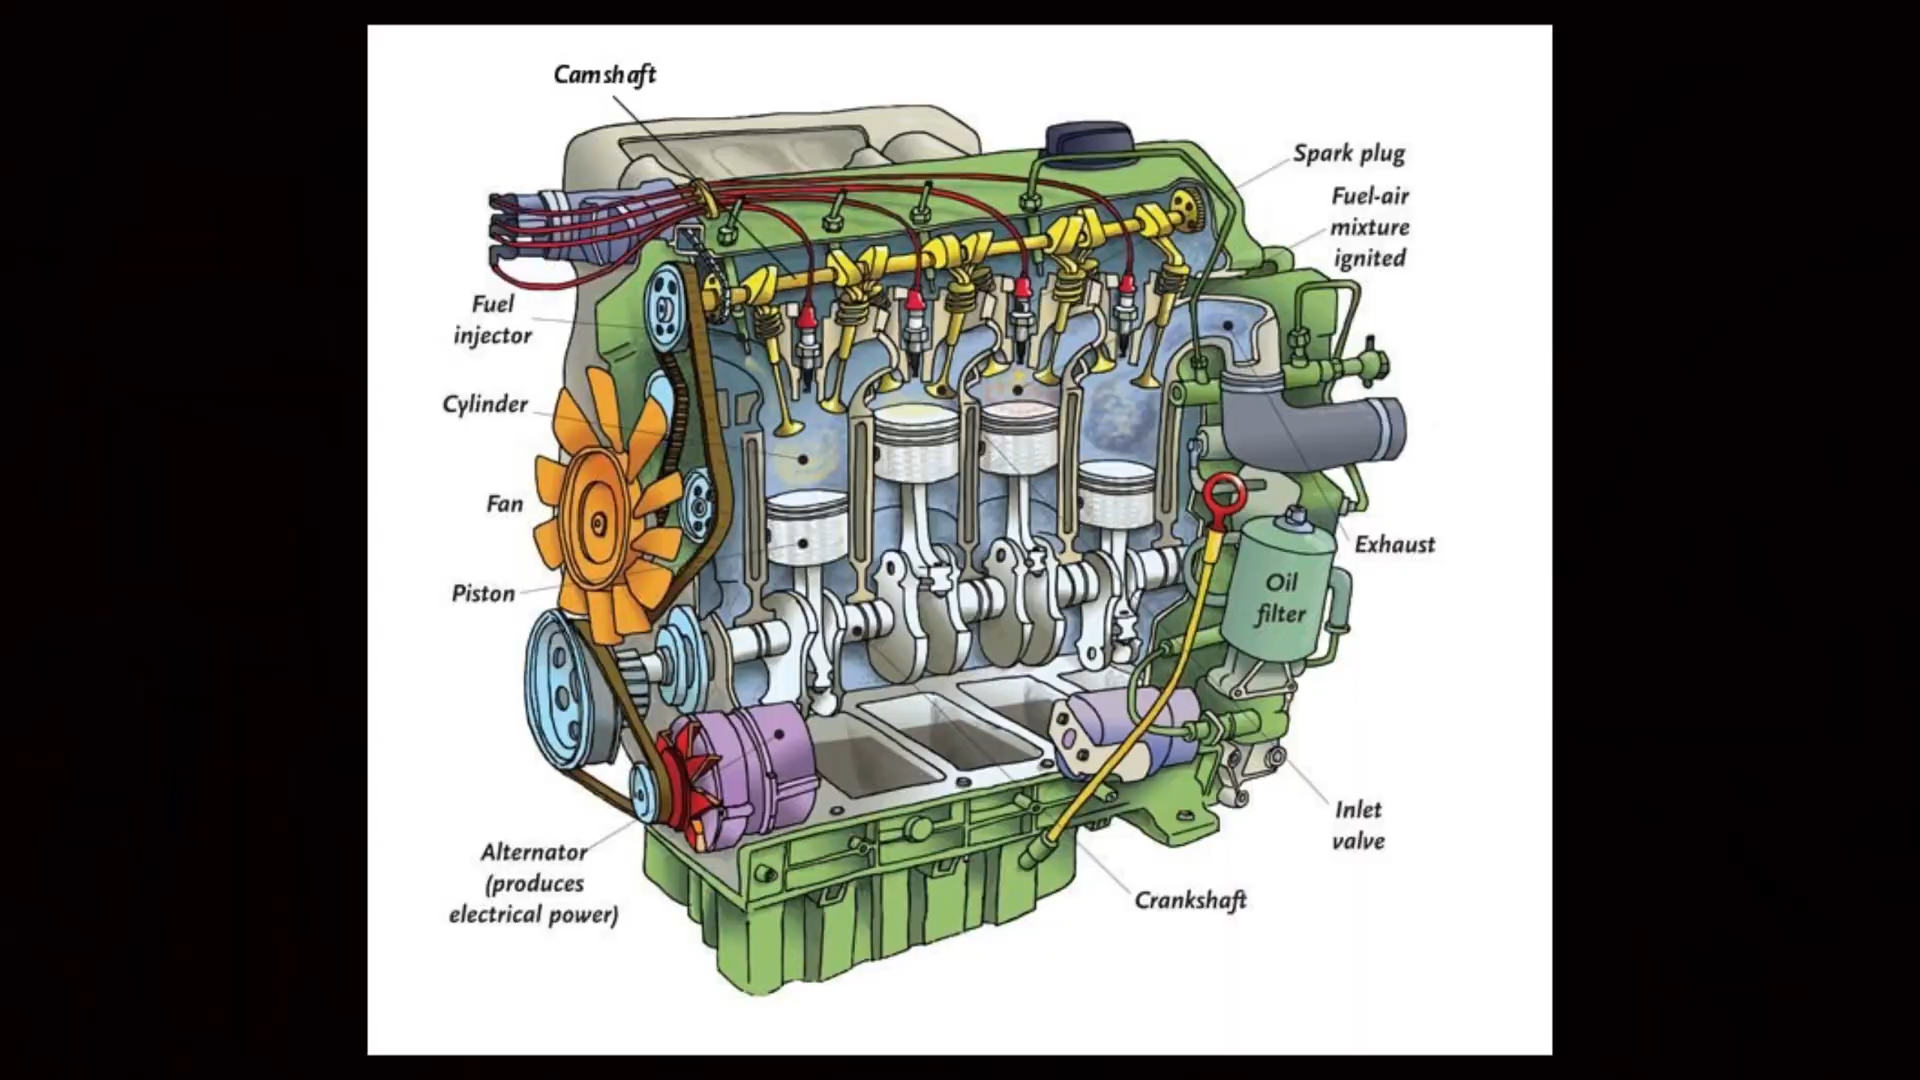 Camshaft
Spark plug
Fuel-air
mixture
ignited
Fuel
injector
Cylinder
Fan
Piston
Exhaust
Oil
filter
Inlet
valve
Alternator
(produces
electrical power)
Crankshaft